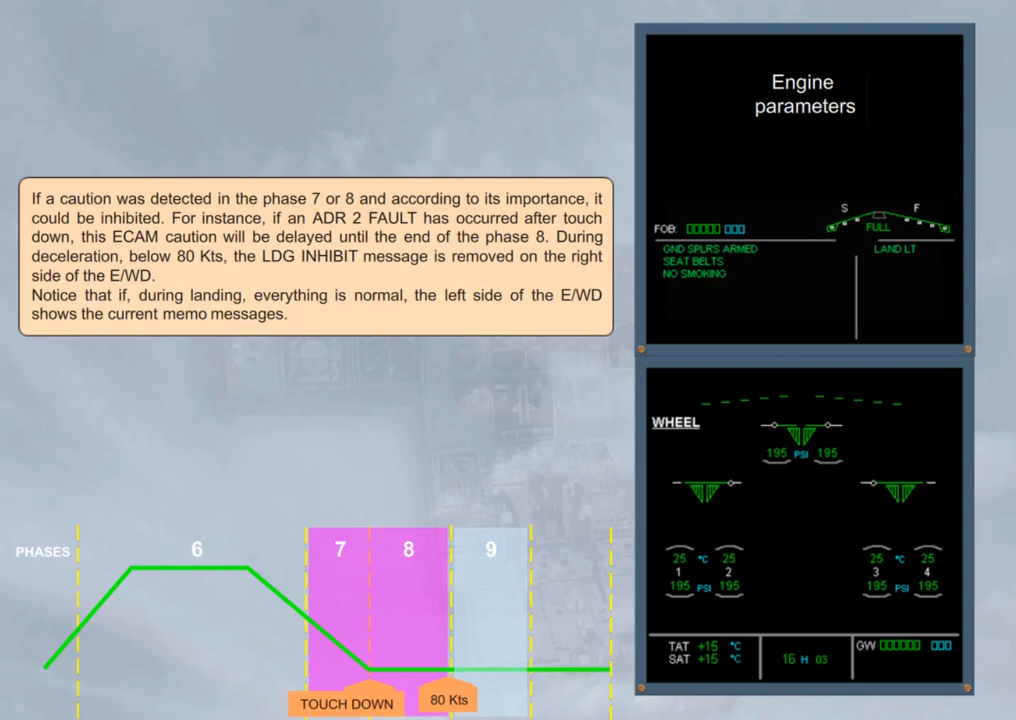 Engine
parameters
If a caution was detected in the phase 7 or 8 and according to its importance, it
could be inhibited. For instance, if an ADR 2 FAULT has occurred after touch
down, this ECAM caution will be delayed until the end of the phase 8. During
deceleration, below 80 Kts, the LDG INHIBIT message is removed on the right
side of the E/WD.
Notice that if, during landing, everything is normal, the left side of the E/WD
shows the current memo messages.
S F
FOB: FULL
GND SPLRS ARMED LAND LT
SEAT BELTS
NO SMOKING
WHEEL
195 PSI 195
25 °C 25 25 °C 25
1 2 3 4
195 PSI 195 195 PSI 195
TAT +15 °C
SAT +15 °C
16 H 03
GW
PHASES 6 7 8 9
TOUCH DOWN
80 Kts